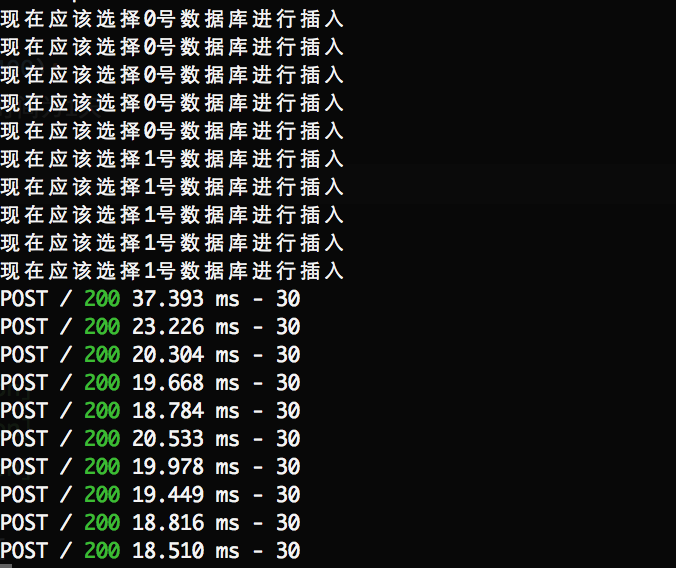 现在应该选择0号数据库进行插入
现在应该选择0号数据库进行插入
现在应该选择0号数据库进行插入
现在应该选择0号数据库进行插入
现在应该选择0号数据库进行插入
现在应该选择1号数据库进行插入
现在应该选择1号数据库进行插入
现在应该选择1号数据库进行插入
现在应该选择1号数据库进行插入
现在应该选择1号数据库进行插入
POST / 200 37.393 ms - 30
POST / 200 23.226 ms - 30
POST / 200 20.304 ms - 30
POST / 200 19.668 ms - 30
POST / 200 18.784 ms - 30
POST / 200 20.533 ms - 30
POST / 200 19.978 ms - 30
POST / 200 19.449 ms - 30
POST / 200 18.816 ms - 30
POST / 200 18.510 ms - 30